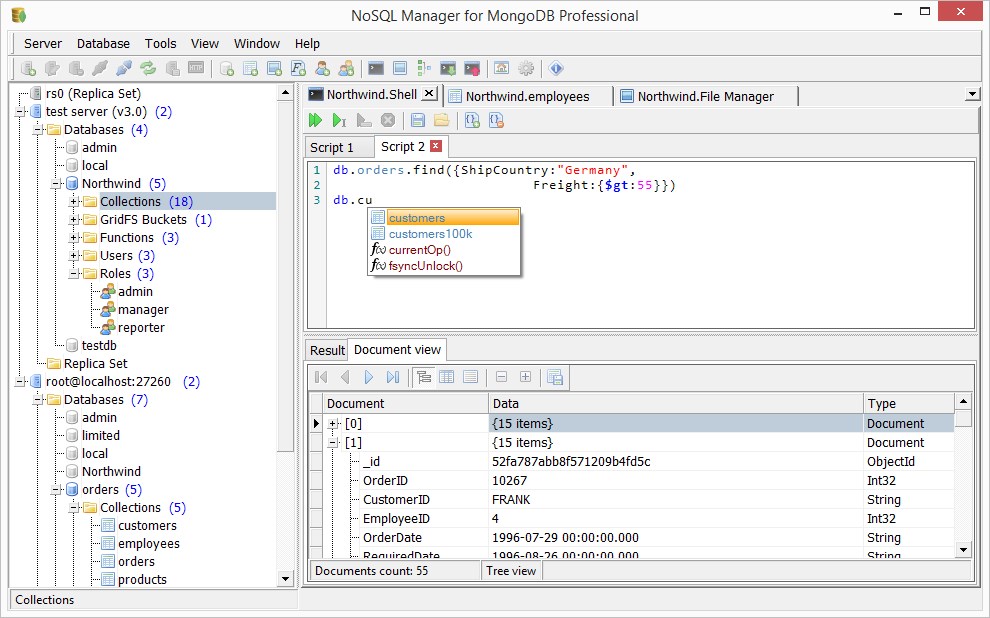 NoSQL Manager for MongoDB Professional
Server Database Tools View Window Help
rs0 (Replica Set)
test server (v3.0) (2)
Databases (4)
admin
local
Northwind (5)
Collections (18)
GridFS Buckets (1)
Functions (3)
Users (3)
Roles (3)
admin
manager
reporter
testdb
Replica Set
root@localhost:27260 (2)
Databases (7)
admin
limited
local
Northwind
orders (5)
Collections (5)
customers
employees
orders
products
Collections
Northwind.Shell Northwind.employees Northwind.File Manager
Script 1 Script 2
1 db.orders.find({ShipCountry:"Germany",
2 Freight:{$gt:55}})
3 db.cu
customers
customers100k
f(x) currentOp()
f(x) fsyncUnlock()
Result Document view
Document Data Type
[0] {15 items} Document
[1] {15 items} Document
_id 52fa787abb8f571209b4fd5c ObjectId
OrderID 10267 Int32
CustomerID FRANK String
EmployeeID 4 Int32
OrderDate 1996-07-29 00:00:00.000 String
RequiredDate 1996-08-26 00:00:00.000 String
Documents count: 55 Tree view